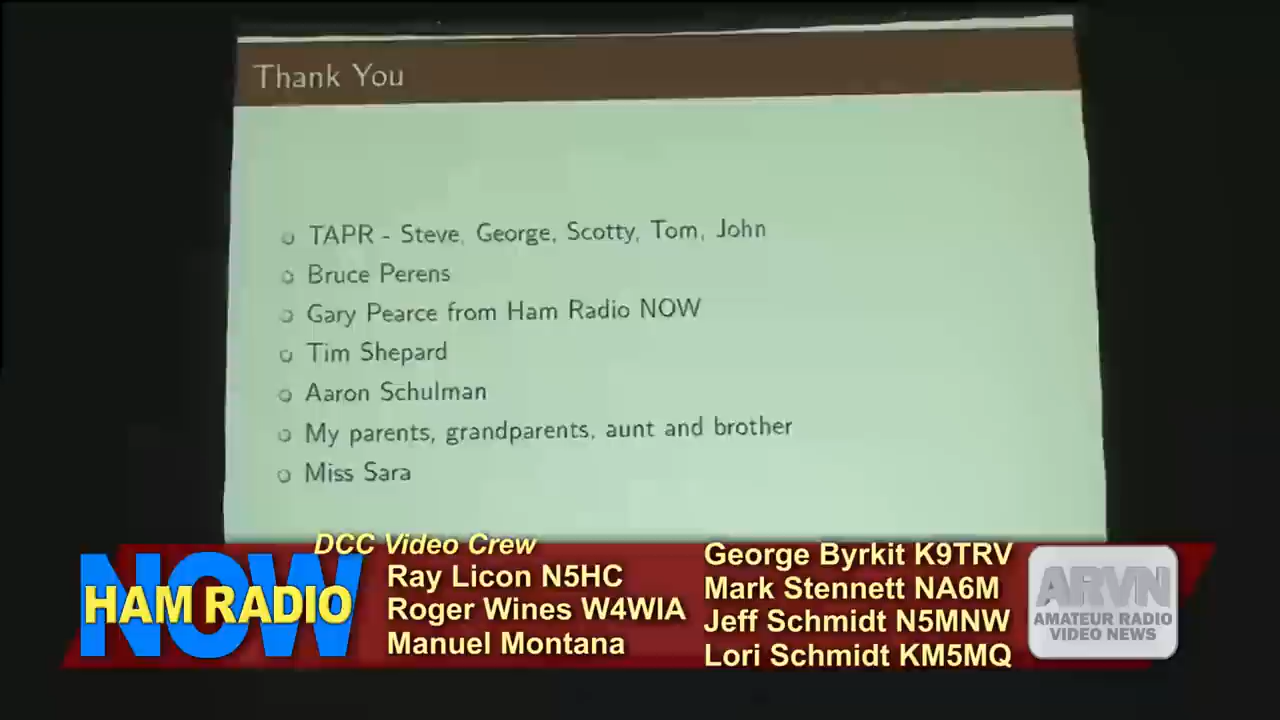 Thank You
TAPR - Steve, George, Scotty, Tom, John
Bruce Perens
Gary Pearce from Ham Radio NOW
Tim Shepard
Aaron Schulman
My parents, grandparents, aunt and brother
Miss Sara
NOW
HAM RADIO
DCC Video Crew
Ray Licon N5HC
Roger Wines W4WIA
Manuel Montana
George Byrkit K9TRV
Mark Stennett NA6M
Jeff Schmidt N5MNW
Lori Schmidt KM5MQ
ARVN
AMATEUR RADIO
VIDEO NEWS